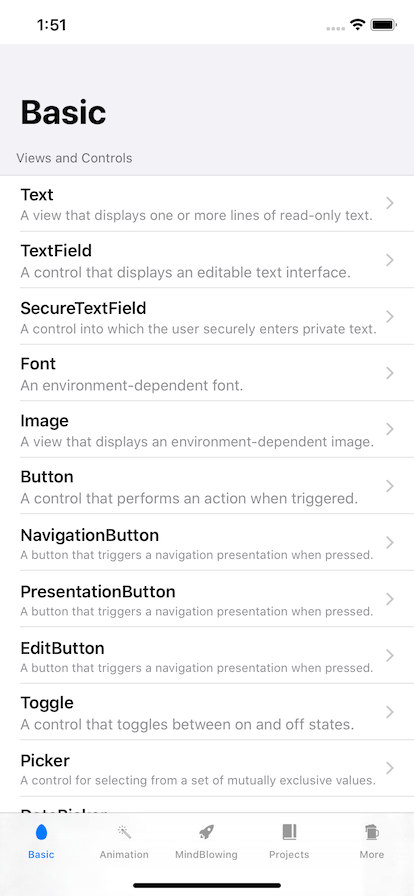 1:51
Basic
Views and Controls
Text
A view that displays one or more lines of read-only text.
TextField
A control that displays an editable text interface.
SecureTextField
A control into which the user securely enters private text.
Font
An environment-dependent font.
Image
A view that displays an environment-dependent image.
Button
A control that performs an action when triggered.
NavigationButton
A button that triggers a navigation presentation when pressed.
PresentationButton
A button that triggers a navigation presentation when pressed.
EditButton
A button that triggers a navigation presentation when pressed.
Toggle
A control that toggles between on and off states.
Picker
A control for selecting from a set of mutually exclusive values.
DatePicker
Basic Animation MindBlowing Projects More